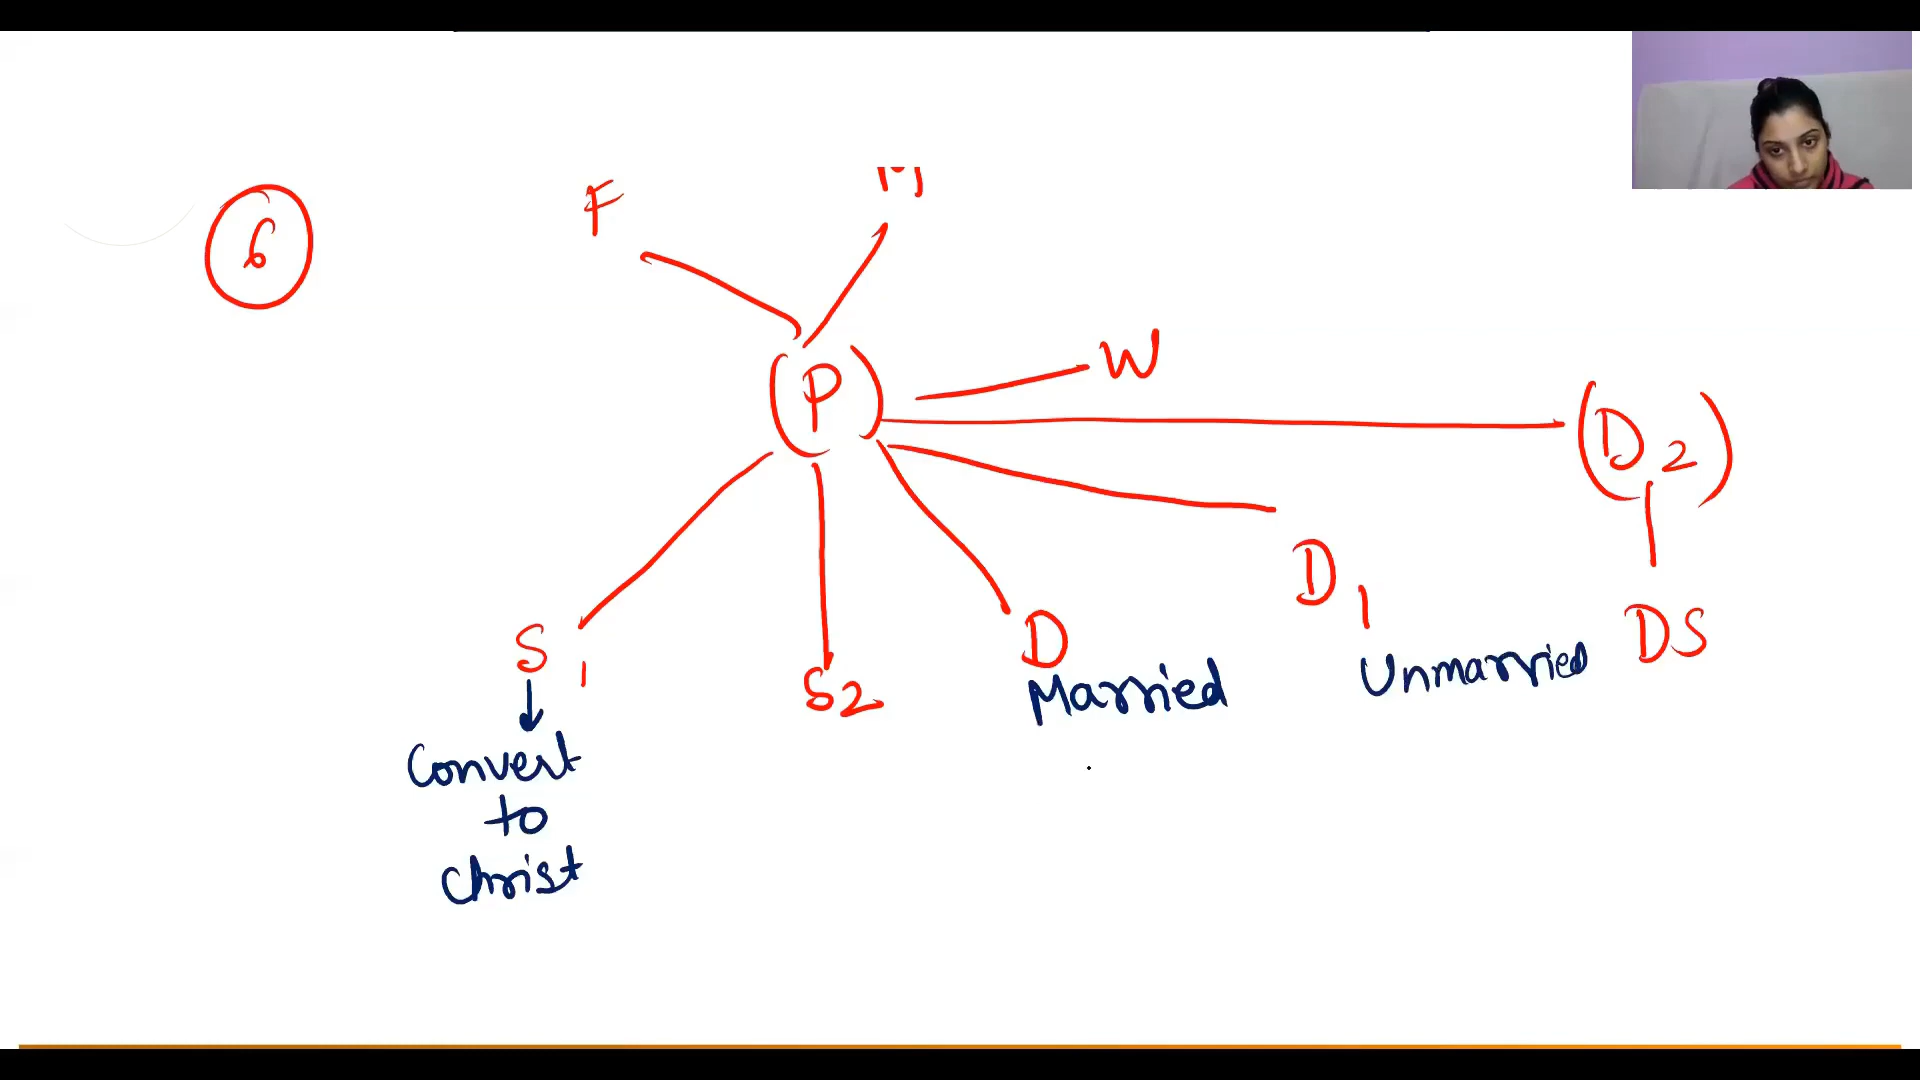 6
F
M
(P)
W
(D2)
D1
DS
S1
S2
D
Married
Unmarried
Convert
to
Christ